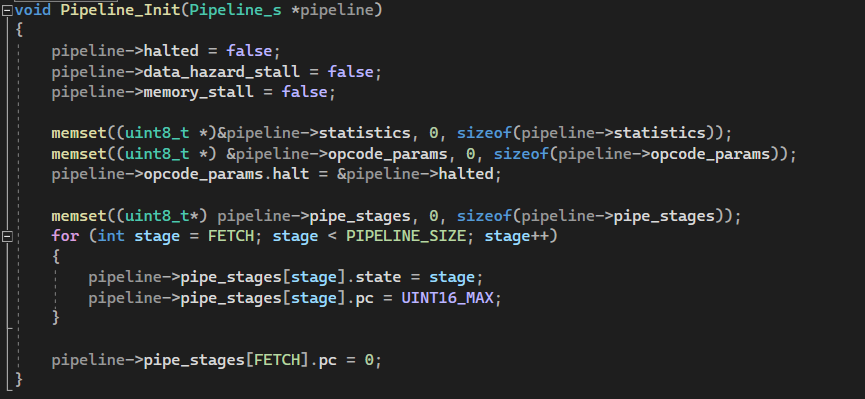 void Pipeline_Init(Pipeline_s *pipeline)
{
    pipeline->halted = false;
    pipeline->data_hazard_stall = false;
    pipeline->memory_stall = false;

    memset((uint8_t *)&pipeline->statistics, 0, sizeof(pipeline->statistics));
    memset((uint8_t *) &pipeline->opcode_params, 0, sizeof(pipeline->opcode_params));
    pipeline->opcode_params.halt = &pipeline->halted;

    memset((uint8_t*) pipeline->pipe_stages, 0, sizeof(pipeline->pipe_stages));
    for (int stage = FETCH; stage < PIPELINE_SIZE; stage++)
    {
        pipeline->pipe_stages[stage].state = stage;
        pipeline->pipe_stages[stage].pc = UINT16_MAX;
    }

    pipeline->pipe_stages[FETCH].pc = 0;
}